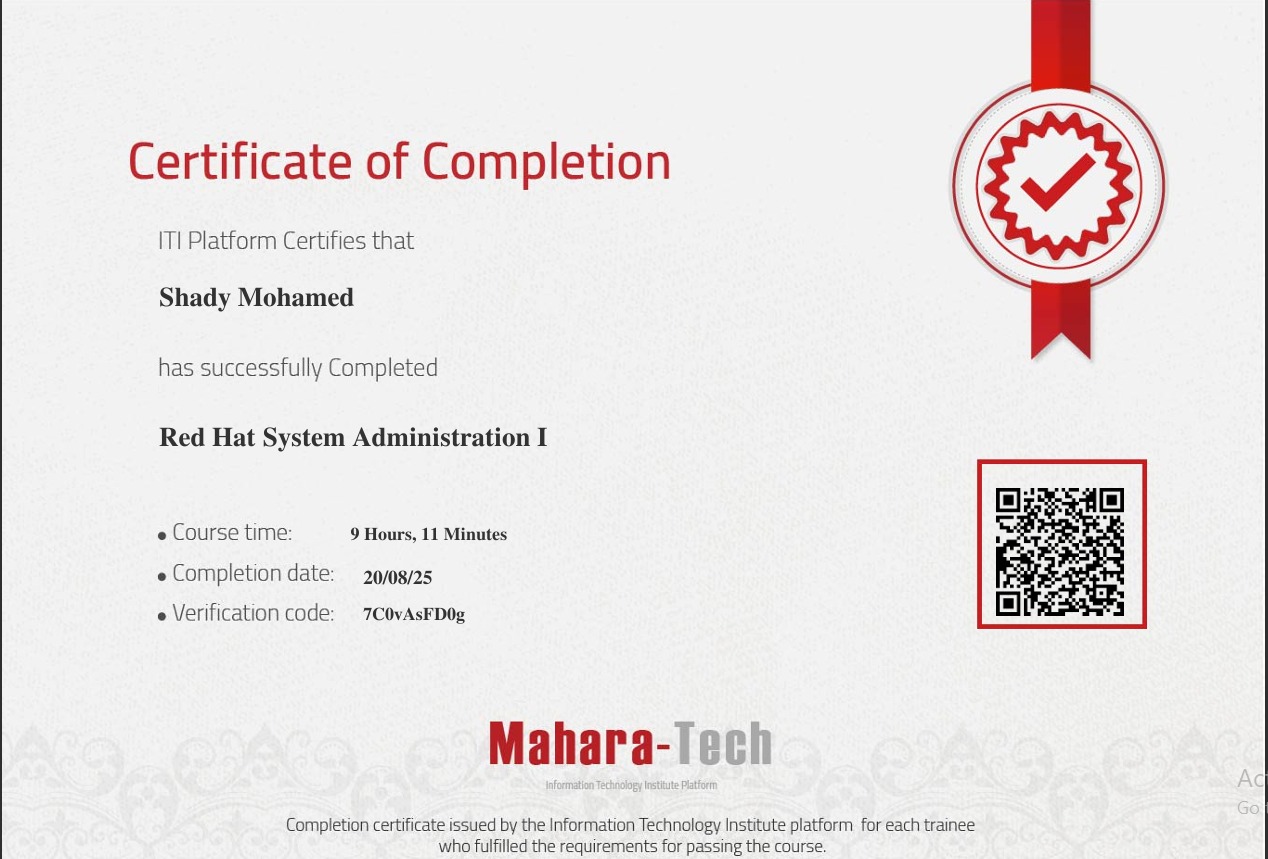 Certificate of Completion
ITI Platform Certifies that
Shady Mohamed
has successfully Completed
Red Hat System Administration I
• Course time: 9 Hours, 11 Minutes
• Completion date: 20/08/25
• Verification code: 7C0vAsFD0g
Mahara-Tech
Information Technology Institute Platform
Completion certificate issued by the Information Technology Institute platform for each trainee
who fulfilled the requirements for passing the course.
Go